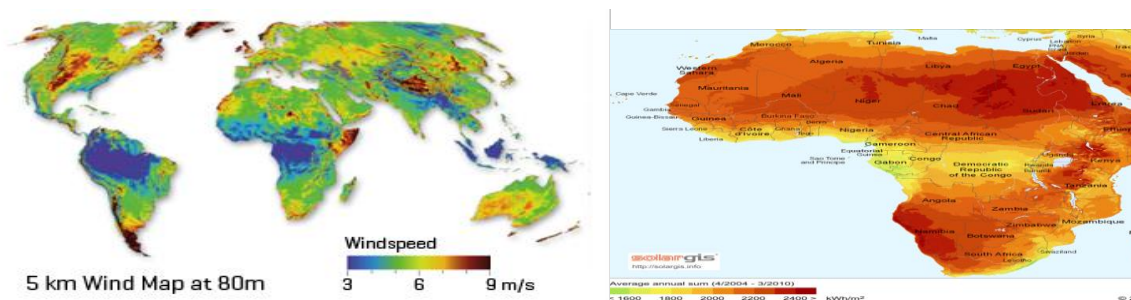 Windspeed
3 6 9 m/s
5 km Wind Map at 80m
Malta
Cyprus
Syria
Morocco
Tunisia
Algeria
Libya
Egypt
Western
Sahara
Mauritania
Cape Verde
Mali
Niger
Chad
Sudan
Eritrea
Senegal
Gambia
Guinea-Bissau
Guinea
Burkina Faso
Sierra Leone
Côte
d'Ivoire
Ghana
Nigeria
Liberia
Central African
Republic
Cameroon
Equatorial
Guinea
Sao Tome
and Principe
Gabon
Congo
Democratic
Republic
of the Congo
Kenya
Tanzania
Angola
Zambia
Mozambique
Zimbabwe
Namibia
Botswana
Swaziland
South Africa
Lesotho
solargis
http://solargis.info
Average annual sum (4/2004 - 3/2010)
< 1600 1800 2000 2200 2400 > kWh/m²